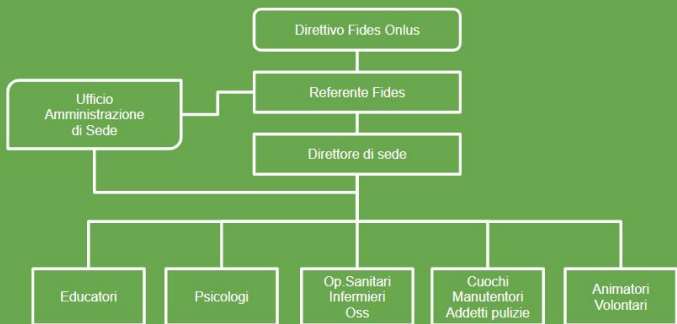 Direttivo Fides Onlus
Referente Fides
Ufficio
Amministrazione
di Sede
Direttore di sede
Educatori
Psicologi
Op.Sanitari
Infermieri
Oss
Cuochi
Manutentori
Addetti pulizie
Animatori
Volontari